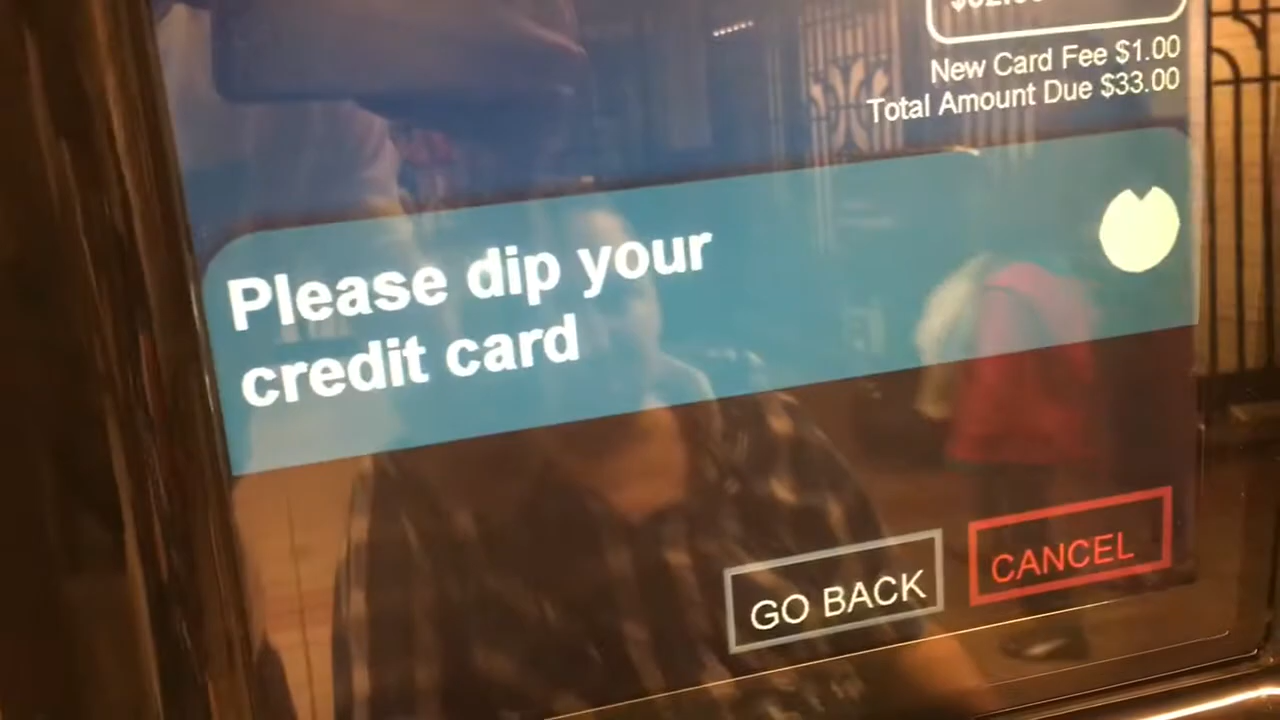 New Card Fee $1.00
Total Amount Due $33.00
Please dip your
credit card
GO BACK
CANCEL